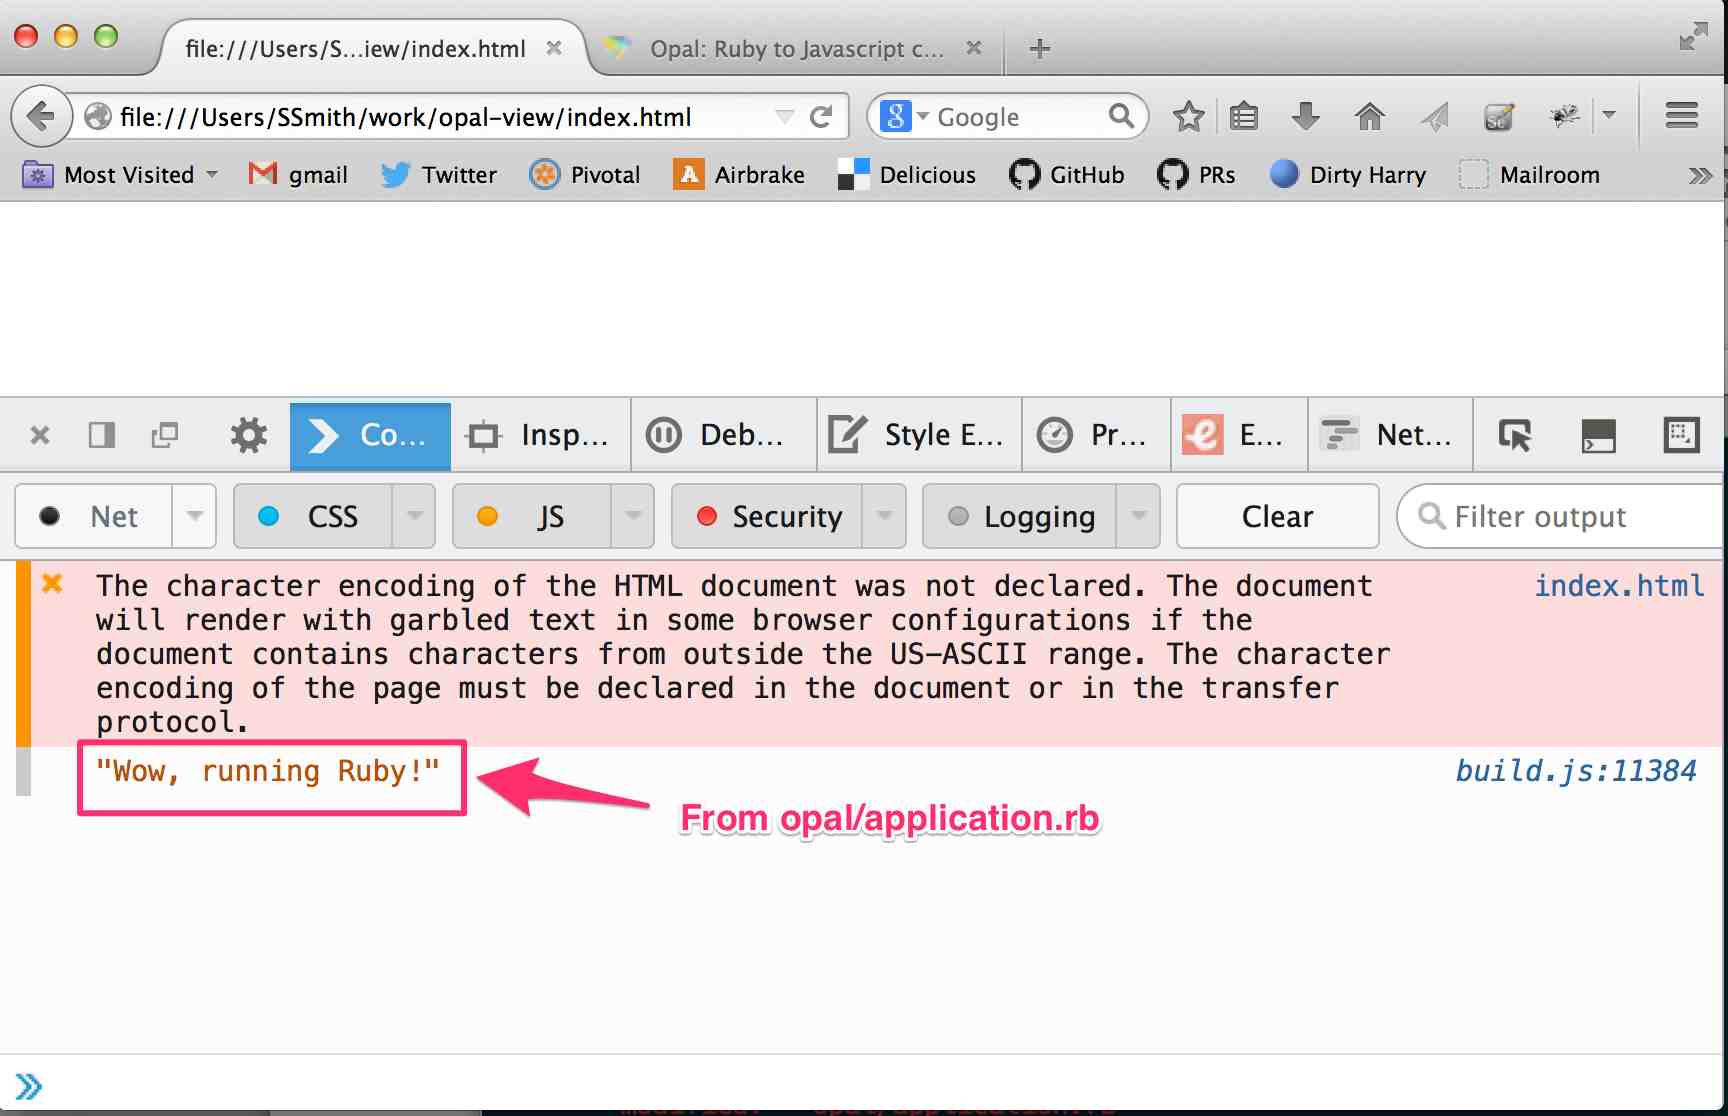 file:///Users/S...iew/index.html
Opal: Ruby to Javascript c...
file:///Users/SSmith/work/opal-view/index.html
Google
Most Visited gmail Twitter Pivotal Airbrake Delicious GitHub PRs Dirty Harry Mailroom
Co... Insp... Deb... Style E... Pr... E... Net...
Net CSS JS Security Logging Clear Filter output
The character encoding of the HTML document was not declared. The document index.html
will render with garbled text in some browser configurations if the
document contains characters from outside the US-ASCII range. The character
encoding of the page must be declared in the document or in the transfer
protocol.
"Wow, running Ruby!" build.js:11384
From opal/application.rb